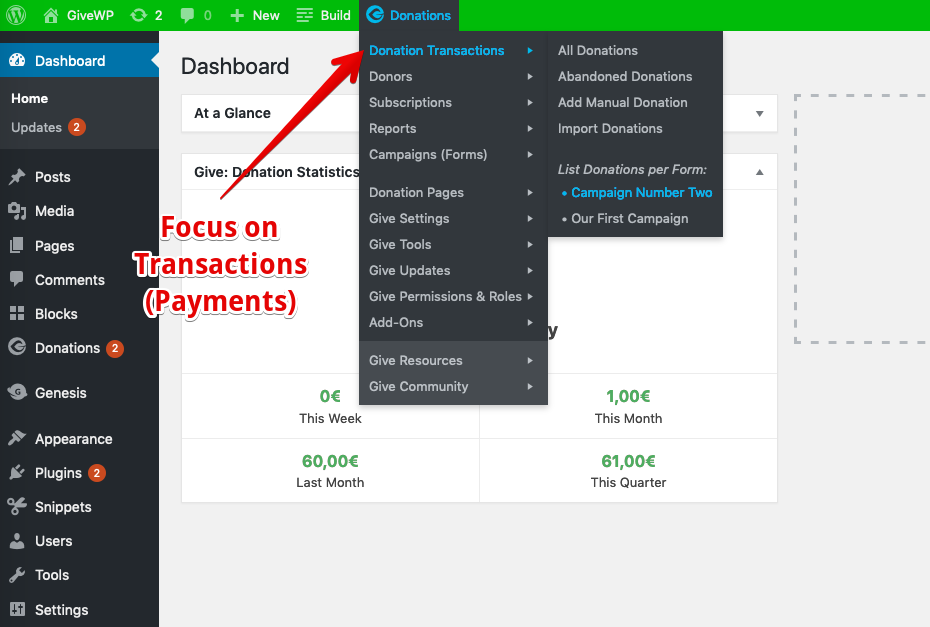 GiveWP 2 0 New Build Donations
Dashboard
Home
Updates 2
Posts
Media
Pages
Comments
Blocks
Donations 2
Genesis
Appearance
Plugins 2
Snippets
Users
Tools
Settings
Dashboard
At a Glance
Give: Donation Statistics
Focus on
Transactions
(Payments)
Donation Transactions
Donors
Subscriptions
Reports
Campaigns (Forms)
Donation Pages
Give Settings
Give Tools
Give Updates
Give Permissions & Roles
Add-Ons
Give Resources
Give Community
All Donations
Abandoned Donations
Add Manual Donation
Import Donations
List Donations per Form:
• Campaign Number Two
• Our First Campaign
y
0€
This Week
1,00€
This Month
60,00€
Last Month
61,00€
This Quarter